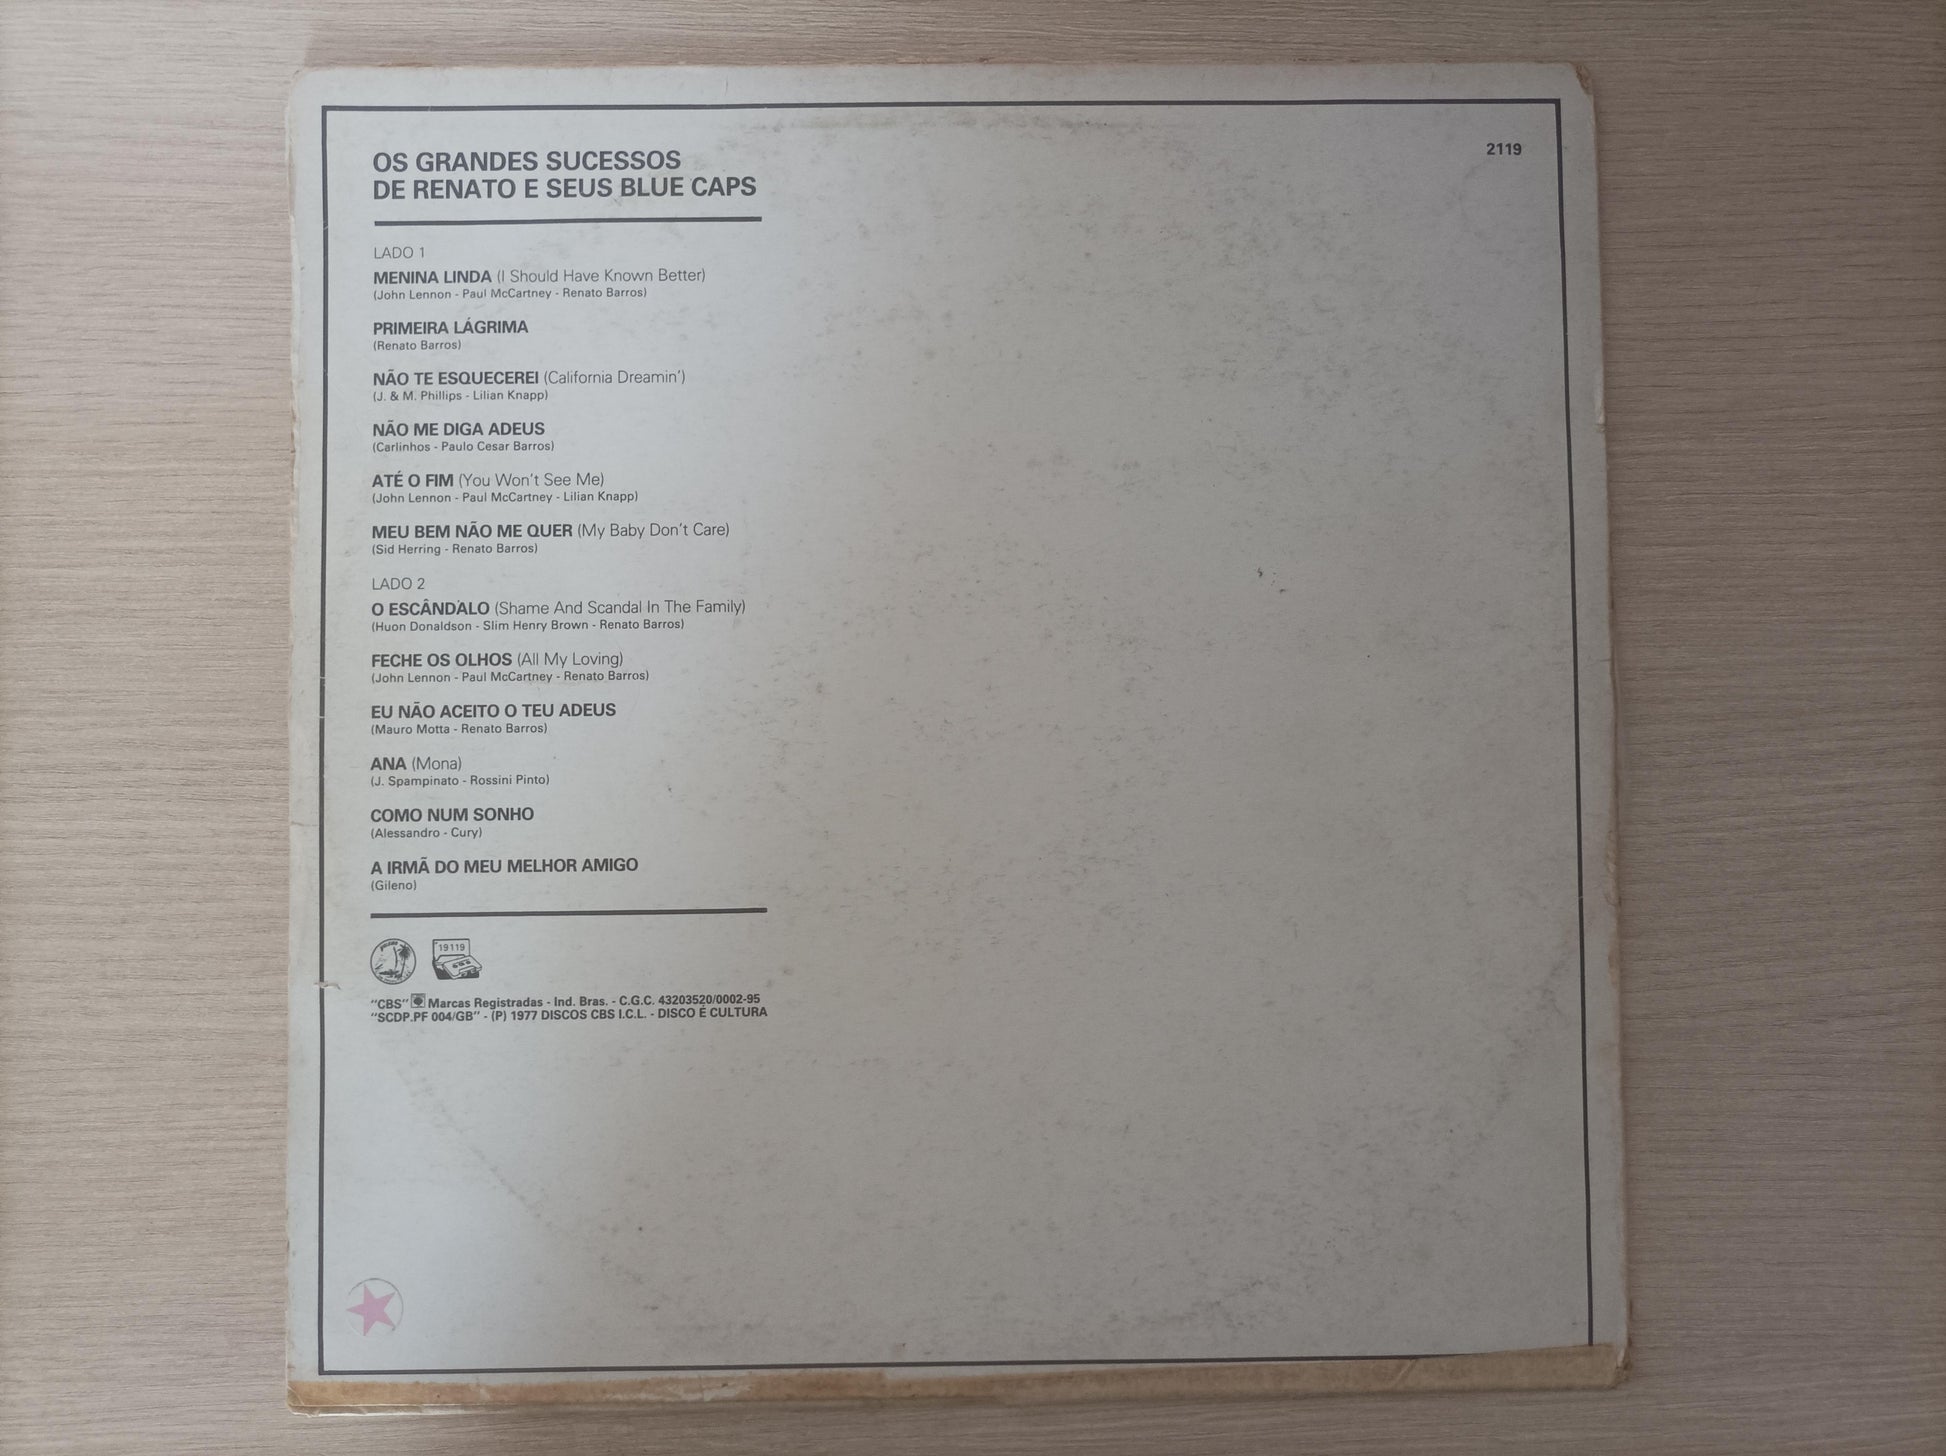 2119
OS GRANDES SUCESSOS
DE RENATO E SEUS BLUE CAPS
LADO 1
MENINA LINDA (I Should Have Known Better)
(John Lennon - Paul McCartney - Renato Barros)
PRIMEIRA LÁGRIMA
(Renato Barros)
NÃO TE ESQUECEREI (California Dreamin')
(J. & M. Phillips - Lilian Knapp)
NÃO ME DIGA ADEUS
(Carlinhos - Paulo Cesar Barros)
ATÉ O FIM (You Won't See Me)
(John Lennon - Paul McCartney - Lilian Knapp)
MEU BEM NÃO ME QUER (My Baby Don't Care)
(Sid Herring - Renato Barros)
LADO 2
O ESCÂNDALO (Shame And Scandal In The Family)
(Huon Donaldson - Slim Henry Brown - Renato Barros)
FECHE OS OLHOS (All My Loving)
(John Lennon - Paul McCartney - Renato Barros)
EU NÃO ACEITO O TEU ADEUS
(Mauro Motta - Renato Barros)
ANA (Mona)
(J. Spampinato - Rossini Pinto)
COMO NUM SONHO
(Alessandro - Cury)
A IRMÃ DO MEU MELHOR AMIGO
(Gileno)
19119
"CBS" Marcas Registradas - Ind. Bras. - C.G.C. 43203520/0002-95
"SCDP.PF 004/GB" - (P) 1977 DISCOS CBS I.C.L. - DISCO É CULTURA